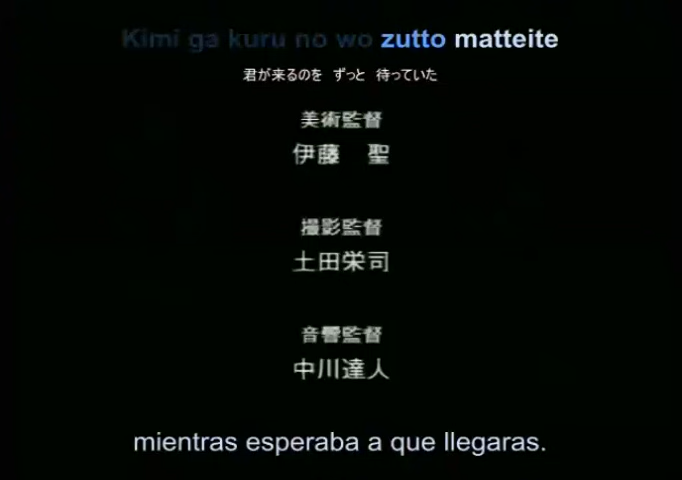 Kimi ga kuru no wo zutto matteite
君が来るのを ずっと 待っていた
美術監督
伊藤　聖
撮影監督
土田栄司
音響監督
中川達人
mientras esperaba a que llegaras.